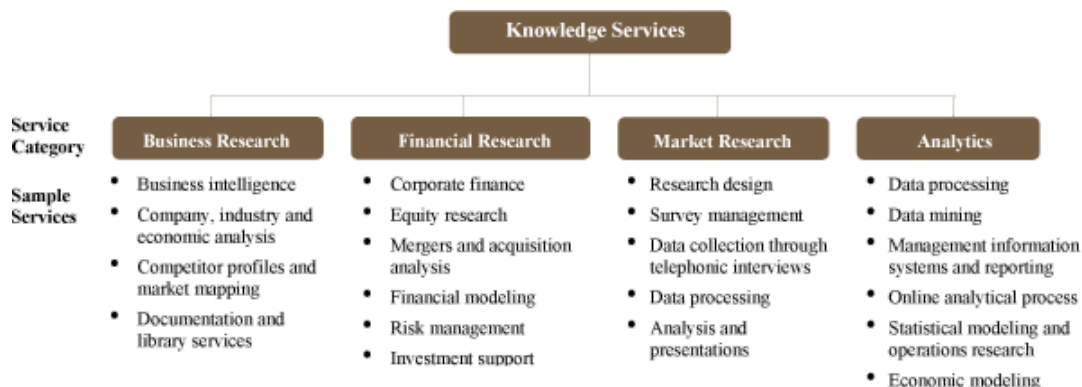 Knowledge Services
Service
Category
Business Research
Financial Research
Market Research
Analytics
Sample
Services
• Business intelligence
• Company, industry and
economic analysis
• Competitor profiles and
market mapping
• Documentation and
library services
• Corporate finance
• Equity research
• Mergers and acquisition
analysis
• Financial modeling
• Risk management
• Investment support
• Research design
• Survey management
• Data collection through
telephonic interviews
• Data processing
• Analysis and
presentations
• Data processing
• Data mining
• Management information
systems and reporting
• Online analytical process
• Statistical modeling and
operations research
• Economic modeling